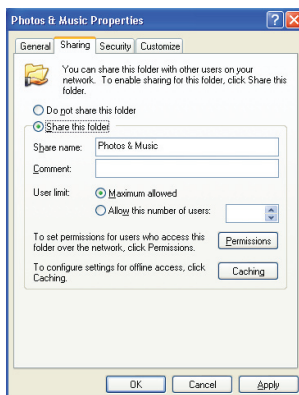 Photos & Music Properties
General Sharing Security Customize
You can share this folder with other users on your
network. To enable sharing for this folder, click Share this
folder.
Do not share this folder
Share this folder
Share name: Photos & Music
Comment:
User limit: Maximum allowed
Allow this number of users:
To set permissions for users who access this
folder over the network, click Permissions.
Permissions
To configure settings for offline access, click
Caching.
Caching
OK Cancel Apply